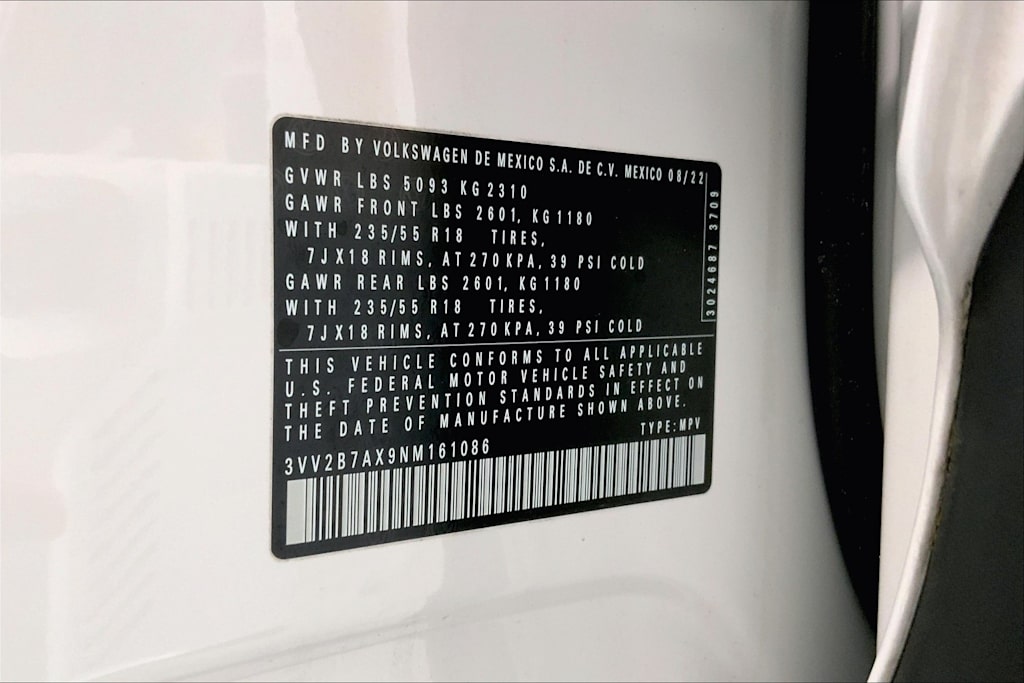 MFD BY VOLKSWAGEN DE MEXICO S.A. DE C.V. MEXICO 08/22
GVWR LBS 5093 KG 2310
GAWR FRONT LBS 2601, KG 1180
WITH 235/55 R18 TIRES,
7JX18 RIMS, AT 270 KPA, 39 PSI COLD
GAWR REAR LBS 2601, KG 1180
WITH 235/55 R18 TIRES,
7JX18 RIMS, AT 270 KPA, 39 PSI COLD
3024687 3709
THIS VEHICLE CONFORMS TO ALL APPLICABLE
U.S. FEDERAL MOTOR VEHICLE SAFETY AND
THEFT PREVENTION STANDARDS IN EFFECT ON
THE DATE OF MANUFACTURE SHOWN ABOVE.
TYPE: MPV
3VV2B7AX9NM161086